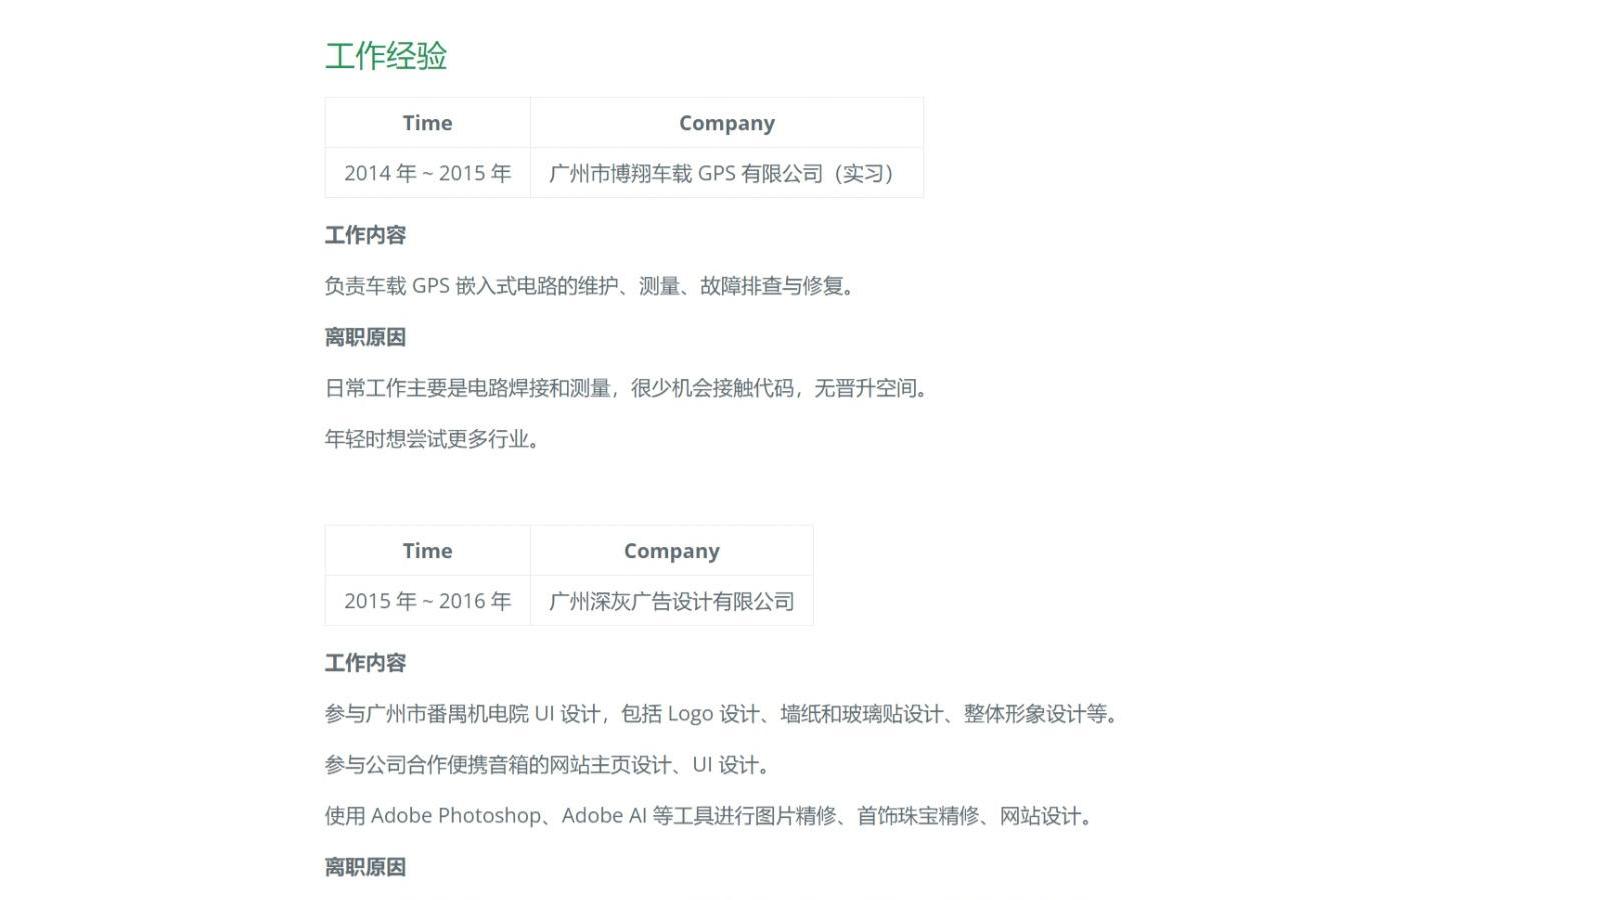 工作经验
Time Company
2014 年 ~ 2015 年 广州市博翔车载 GPS 有限公司（实习）
工作内容
负责车载 GPS 嵌入式电路的维护、测量、故障排查与修复。
离职原因
日常工作主要是电路焊接和测量，很少机会接触代码，无晋升空间。
年轻时想尝试更多行业。
Time Company
2015 年 ~ 2016 年 广州深灰广告设计有限公司
工作内容
参与广州市番禺机电院 UI 设计，包括 Logo 设计、墙纸和玻璃贴设计、整体形象设计等。
参与公司合作便携音箱的网站主页设计、UI 设计。
使用 Adobe Photoshop、Adobe AI 等工具进行图片精修、首饰珠宝精修、网站设计。
离职原因